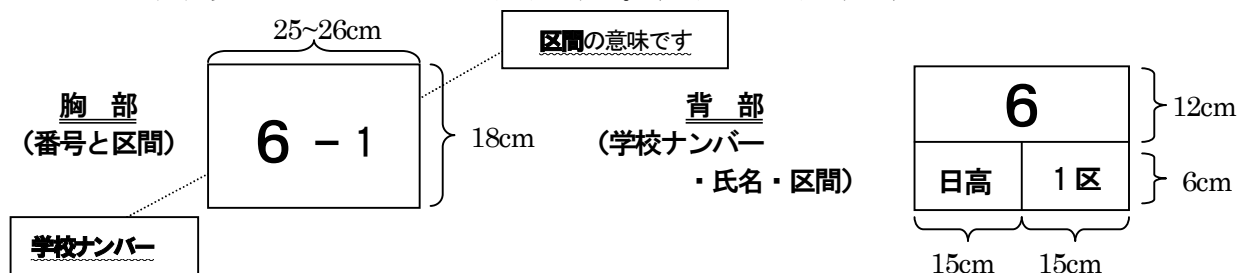 25~26cm
区間の意味です
胸 部
(番号と区間)
6 - 1
18cm
学校ナンバー
背 部
(学校ナンバー
・氏名・区間)
6
12cm
日高
1区
6cm
15cm
15cm